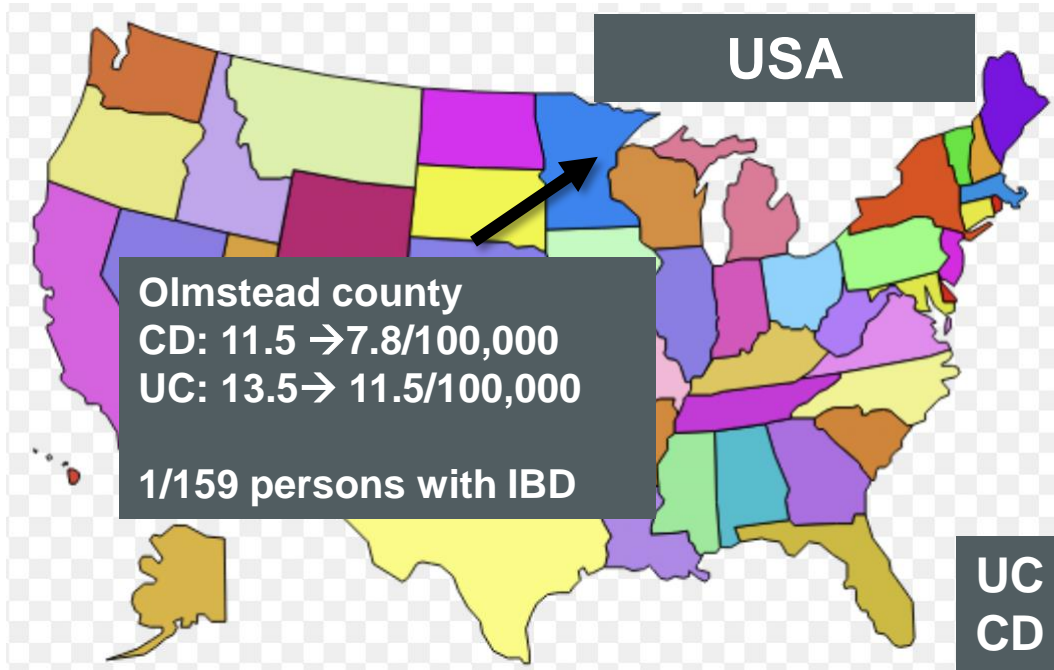 USA
Olmstead county
CD: 11.5 →7.8/100,000
UC: 13.5→ 11.5/100,000
1/159 persons with IBD
UC
CD